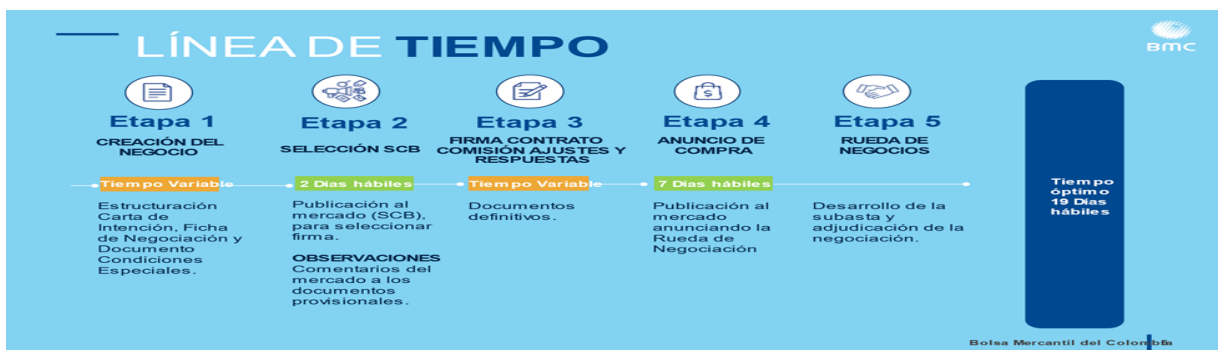 LÍNEA DE TIEMPO
BMC
Etapa 1
CREACIÓN DEL
NEGOCIO
Tiempo Variable
Estructuración
Carta de
Intención, Ficha
de Negociación y
Documento
Condiciones
Especiales.
Etapa 2
SELECCIÓN SCB
2 Días hábiles
Publicación al
mercado (SCB),
para seleccionar
firma.
OBSERVACIONES
Comentarios del
mercado a los
documentos
provisionales.
Etapa 3
FIRMA CONTRATO
COMISIÓN AJUSTES Y
RESPUESTAS
Tiempo Variable
Documentos
definitivos.
Etapa 4
ANUNCIO DE
COMPRA
7 Días hábiles
Publicación al
mercado
anunciando la
Rueda de
Negociación
Etapa 5
RUEDA DE
NEGOCIOS
Desarrollo de la
subasta y
adjudicación de la
negociación.
Tiempo
óptimo
19 Días
hábiles
Bolsa Mercantil del Colombia